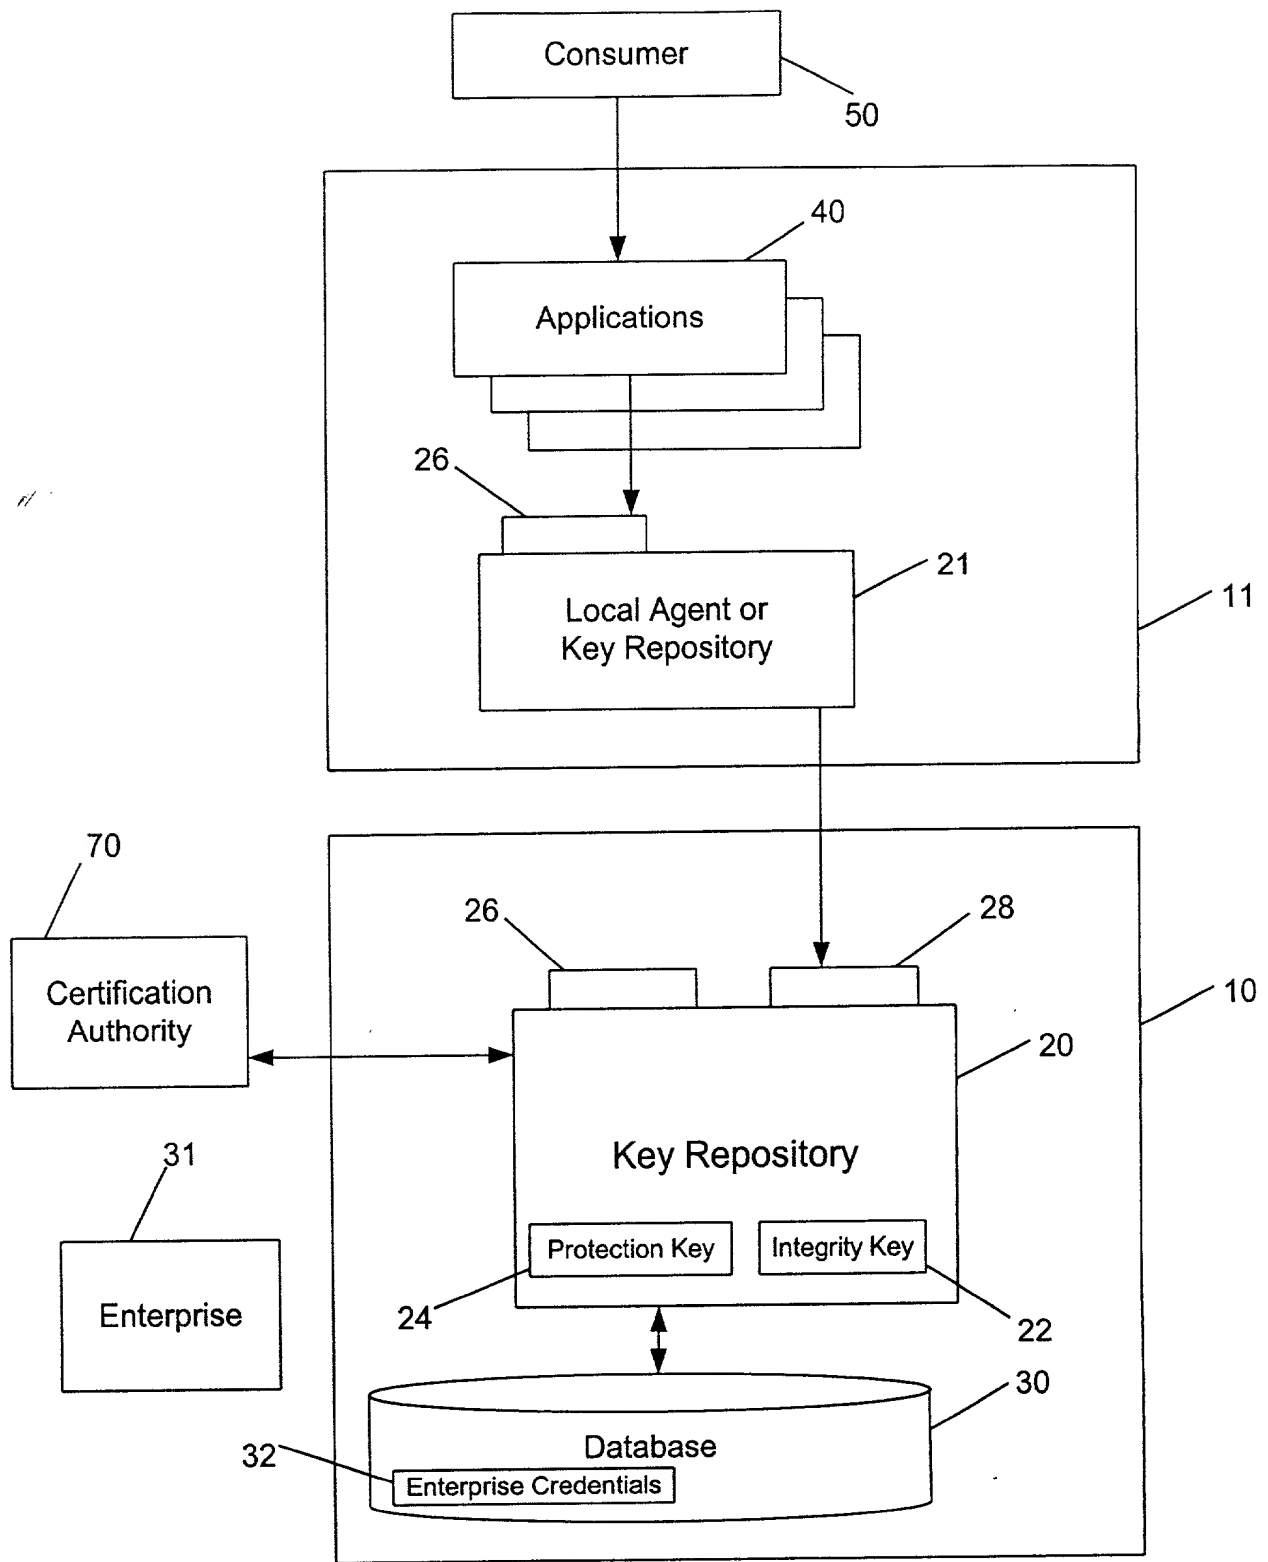 Consumer
50
40
Applications
26
21
Local Agent or
Key Repository
11
70
26
28
Certification
Authority
10
20
Key Repository
31
Protection Key
Integrity Key
Enterprise
24
22
30
Database
32
Enterprise Credentials